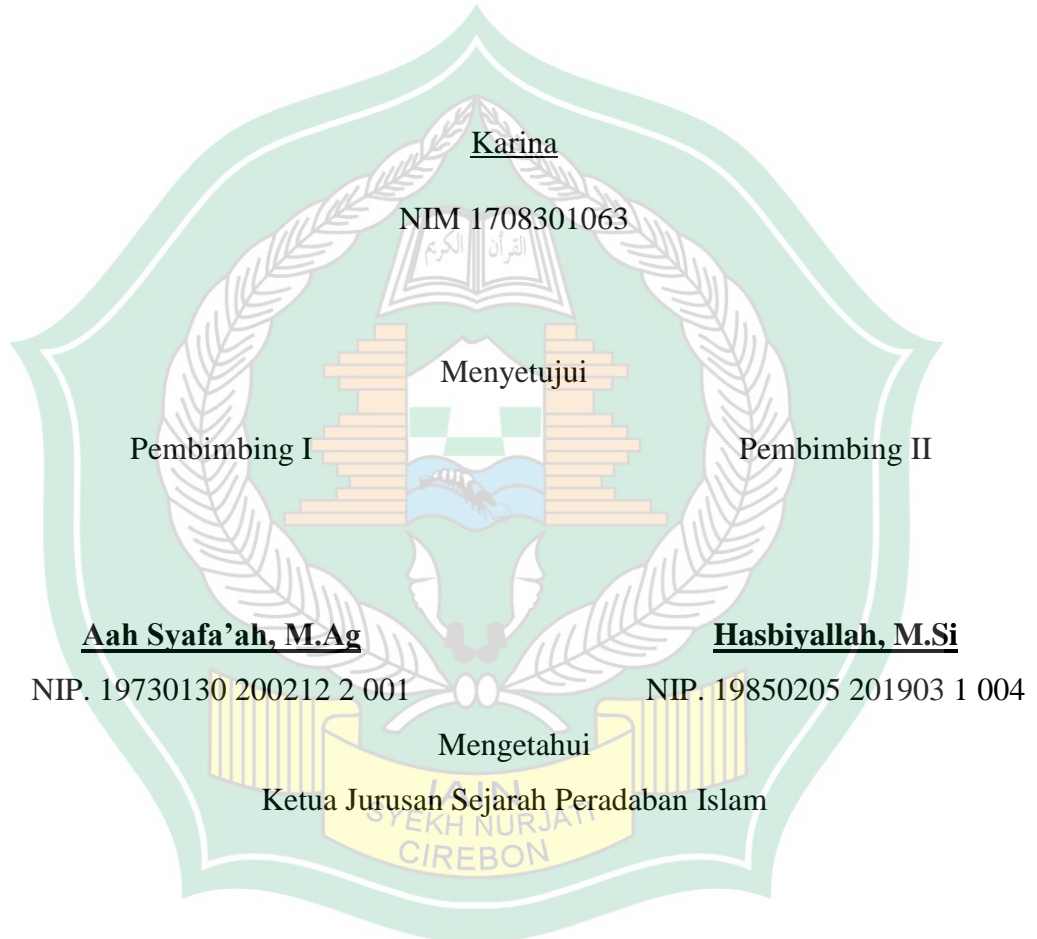 Karina
NIM 1708301063
القرآن الكريم
Menyetujui
Pembimbing I Pembimbing II
Aah Syafa’ah, M.Ag Hasbiyallah, M.Si
NIP. 19730130 200212 2 001 NIP. 19850205 201903 1 004
Mengetahui
Ketua Jurusan Sejarah Peradaban Islam
IAIN
SYEKH NURJATI
CIREBON